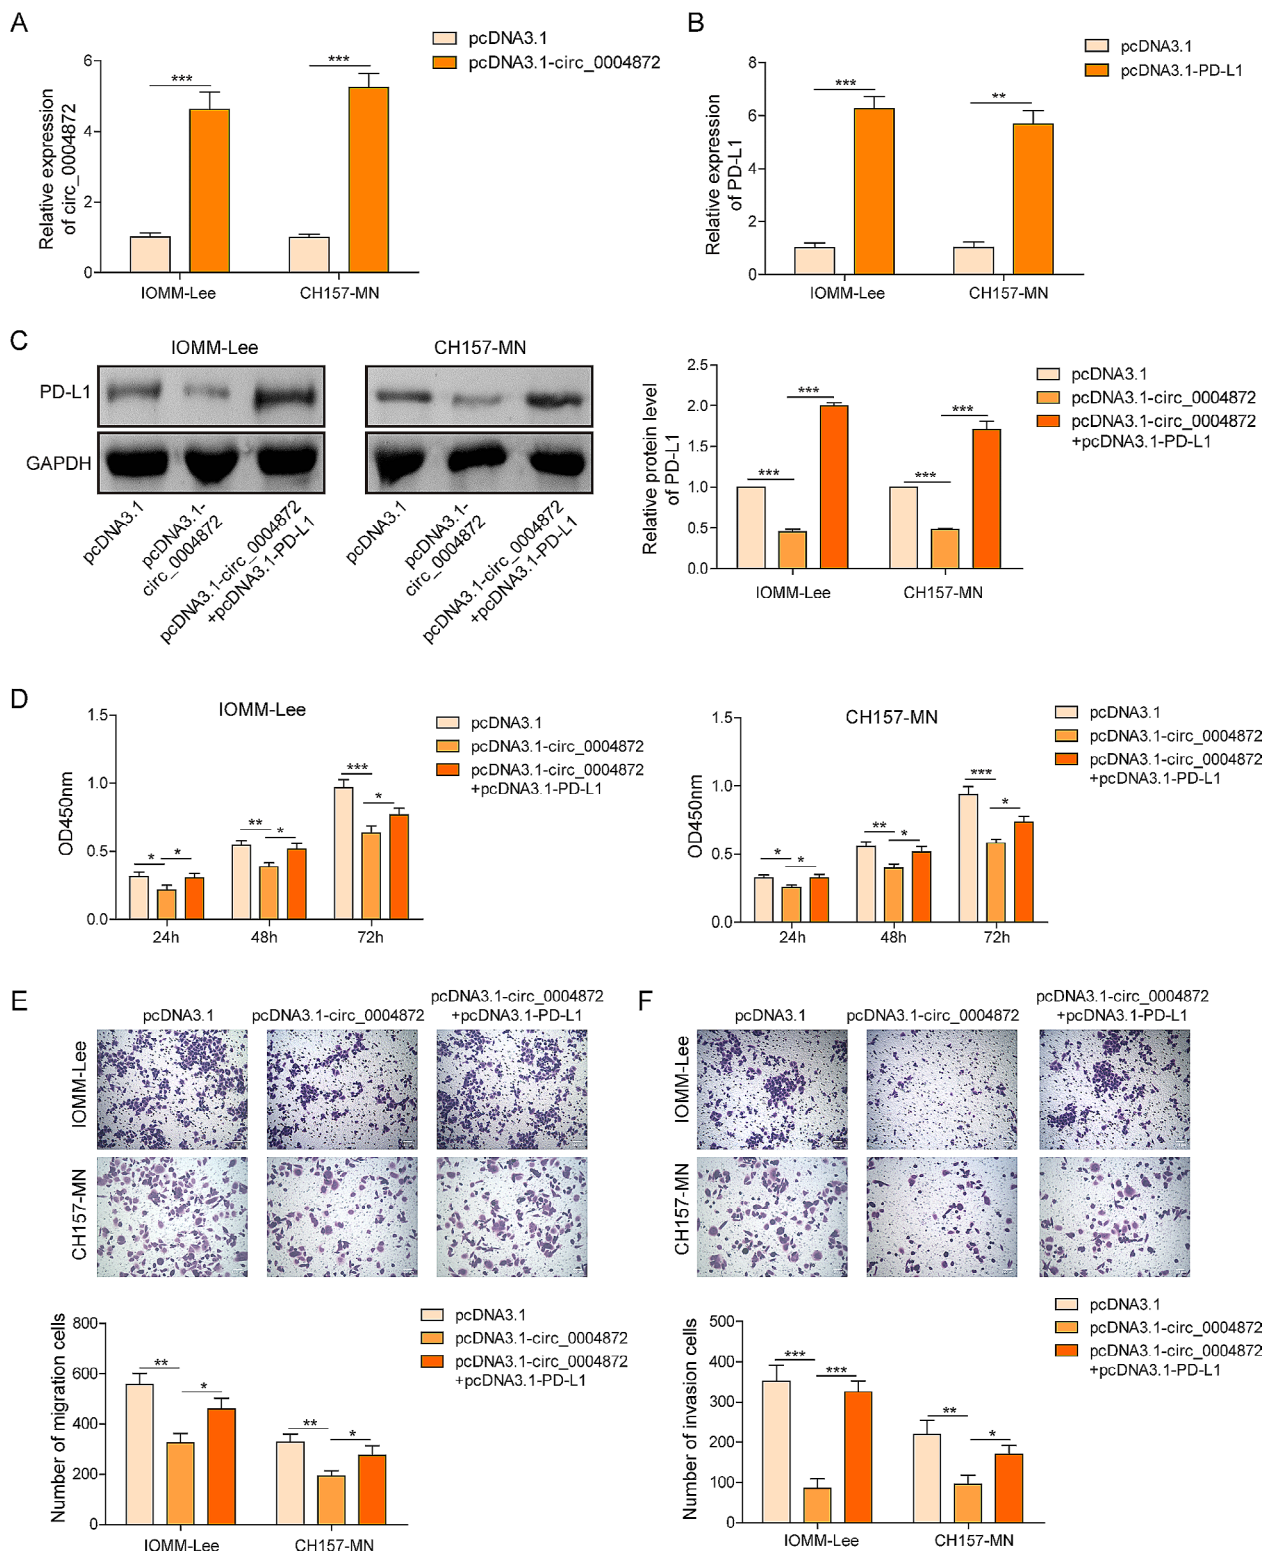 A
pcDNA3.1
pcDNA3.1-circ_0004872
Relative expression
of circ_0004872
6
4
2
0
***
***
IOMM-Lee
CH157-MN
B
pcDNA3.1
pcDNA3.1-PD-L1
Relative expression
of PD-L1
8
6
4
2
0
***
**
IOMM-Lee
CH157-MN
C
IOMM-Lee
CH157-MN
PD-L1
GAPDH
pcDNA3.1
pcDNA3.1-
circ_0004872
pcDNA3.1-circ_0004872
+pcDNA3.1-PD-L1
pcDNA3.1
pcDNA3.1-
circ_0004872
pcDNA3.1-circ_0004872
+pcDNA3.1-PD-L1
Relative protein level
of PD-L1
2.5
2.0
1.5
1.0
0.5
0.0
***
***
***
***
IOMM-Lee
CH157-MN
pcDNA3.1
pcDNA3.1-circ_0004872
pcDNA3.1-circ_0004872
+pcDNA3.1-PD-L1
D
IOMM-Lee
OD450nm
1.5
1.0
0.5
0.0
*
*
**
*
***
*
24h
48h
72h
pcDNA3.1
pcDNA3.1-circ_0004872
pcDNA3.1-circ_0004872
+pcDNA3.1-PD-L1
CH157-MN
OD450nm
1.5
1.0
0.5
0.0
*
*
**
*
***
*
24h
48h
72h
pcDNA3.1
pcDNA3.1-circ_0004872
pcDNA3.1-circ_0004872
+pcDNA3.1-PD-L1
E
pcDNA3.1
pcDNA3.1-circ_0004872
pcDNA3.1-circ_0004872
+pcDNA3.1-PD-L1
IOMM-Lee
CH157-MN
Number of migration cells
800
600
400
200
0
**
*
**
*
IOMM-Lee
CH157-MN
pcDNA3.1
pcDNA3.1-circ_0004872
pcDNA3.1-circ_0004872
+pcDNA3.1-PD-L1
F
pcDNA3.1
pcDNA3.1-circ_0004872
pcDNA3.1-circ_0004872
+pcDNA3.1-PD-L1
IOMM-Lee
CH157-MN
Number of invasion cells
500
400
300
200
100
0
***
***
**
*
IOMM-Lee
CH157-MN
pcDNA3.1
pcDNA3.1-circ_0004872
pcDNA3.1-circ_0004872
+pcDNA3.1-PD-L1